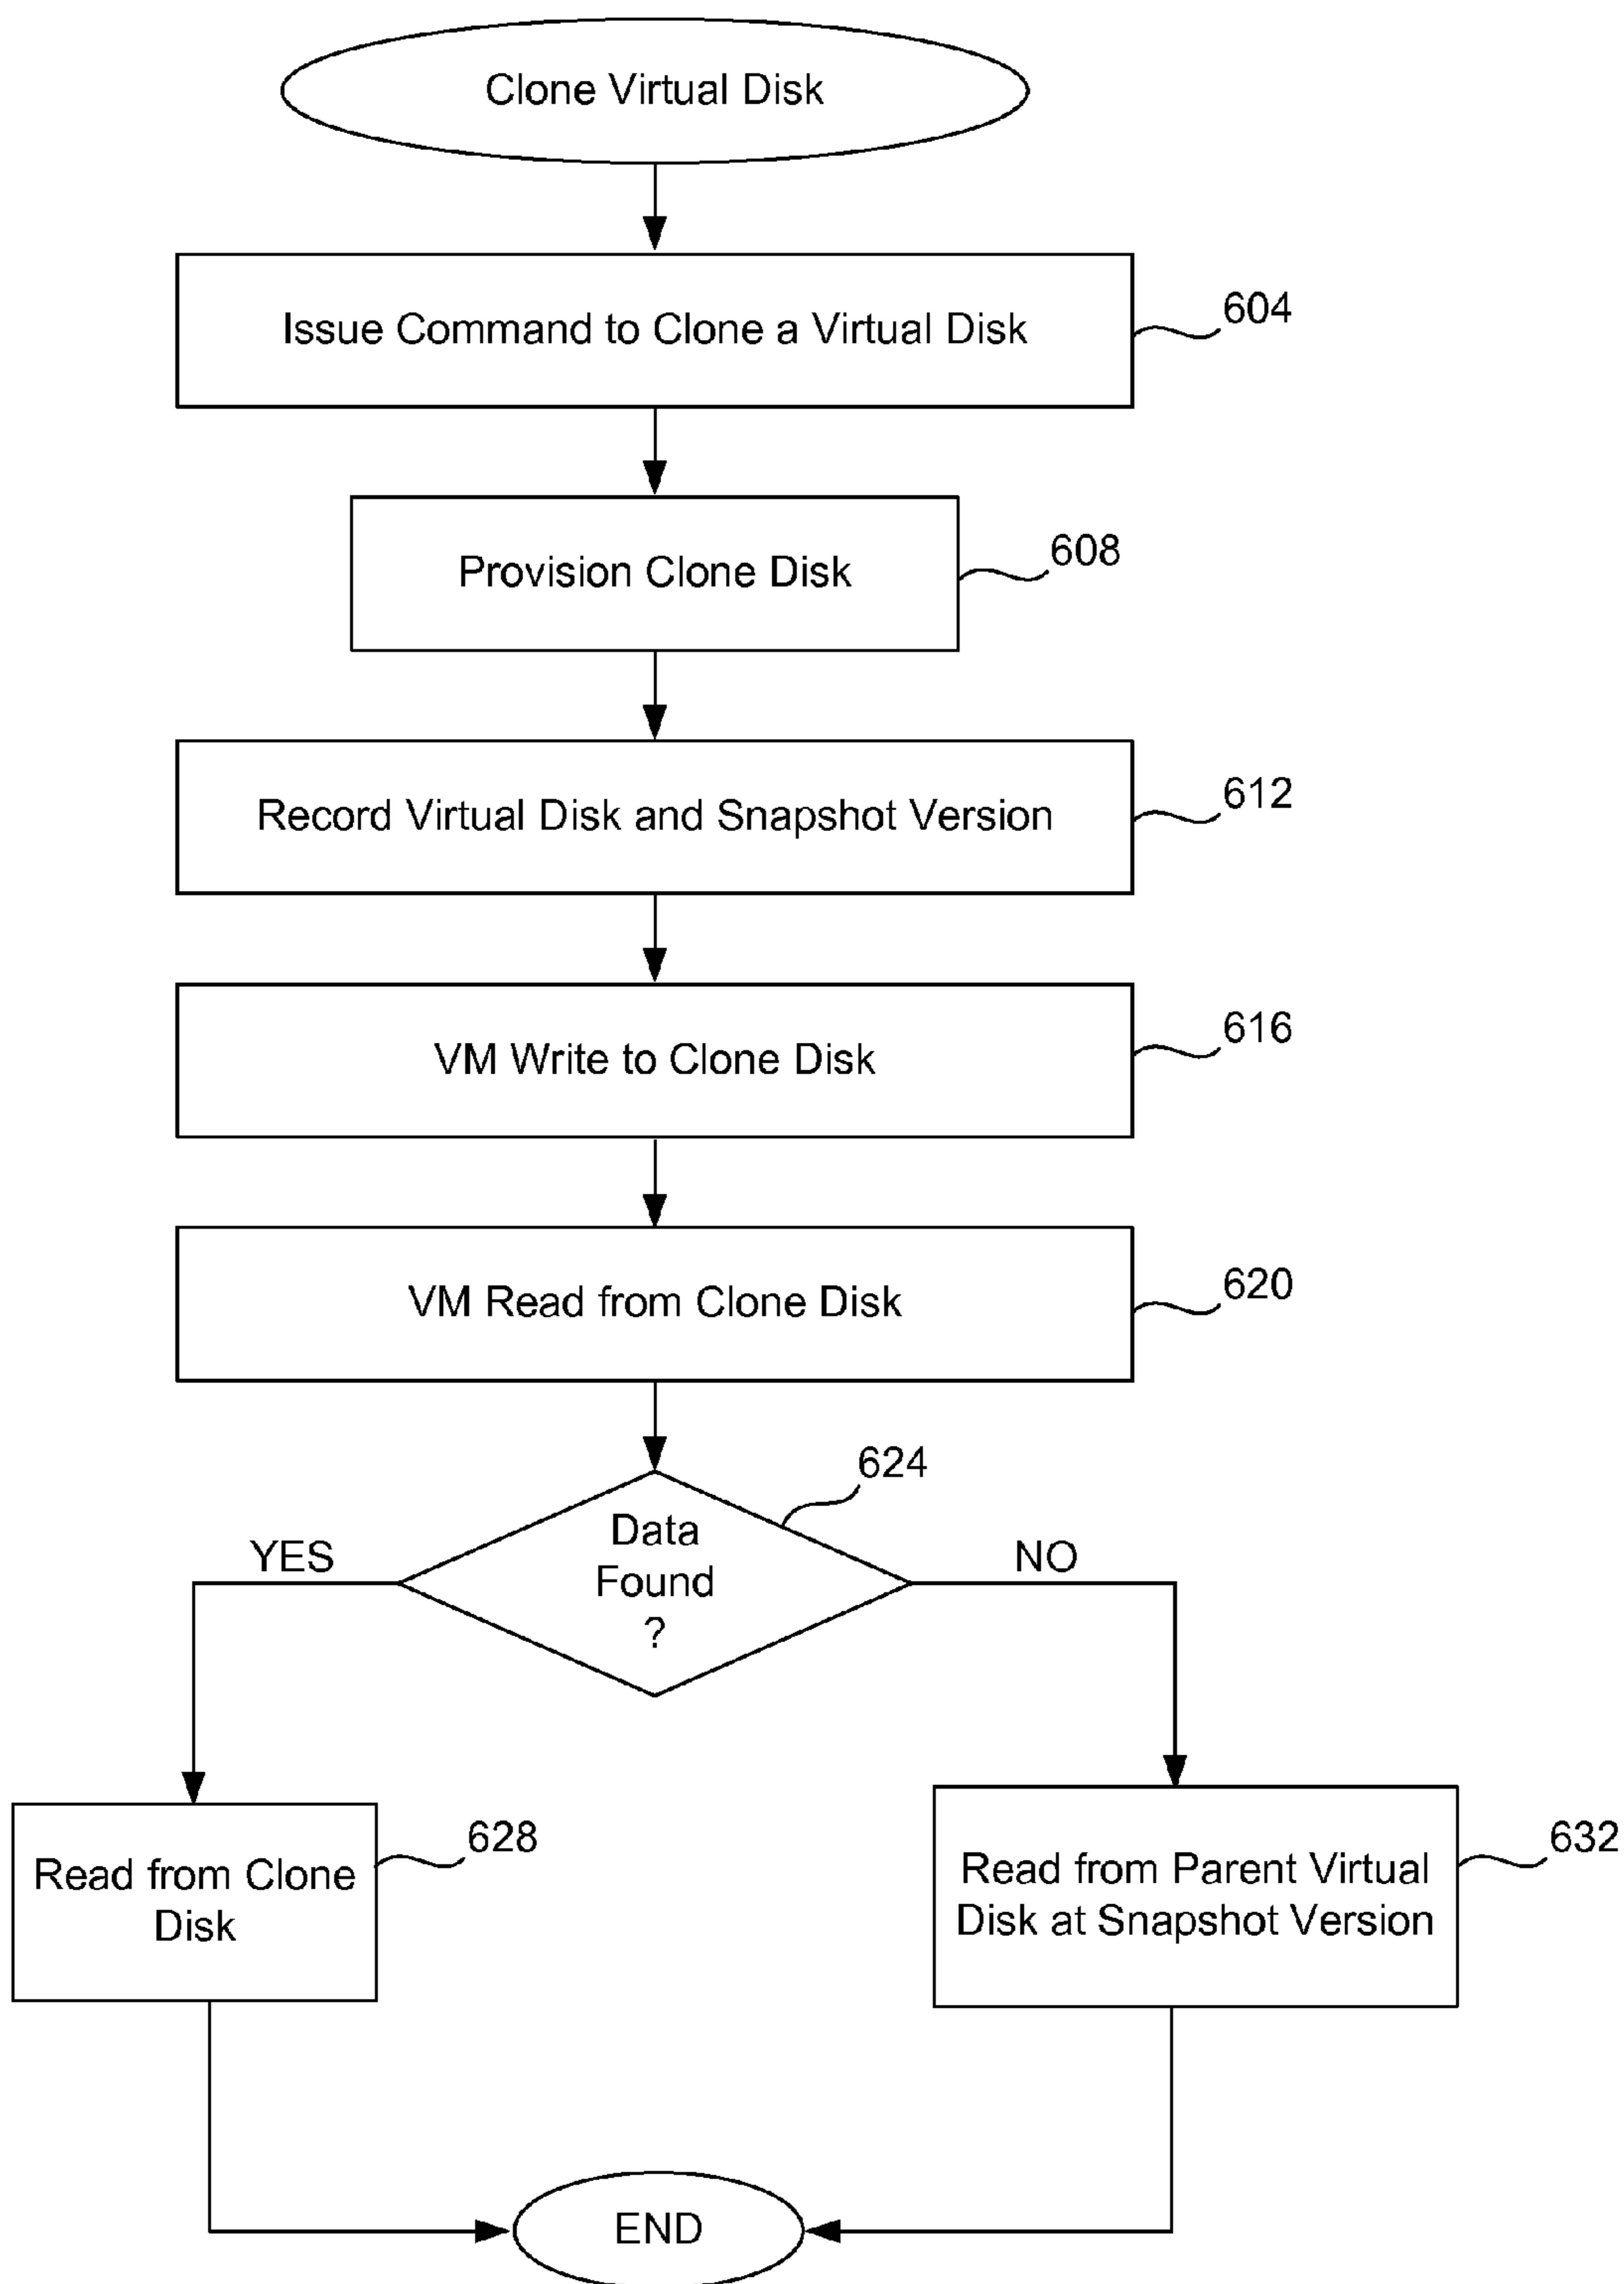 Clone Virtual Disk
Issue Command to Clone a Virtual Disk
604
Provision Clone Disk
608
Record Virtual Disk and Snapshot Version
612
VM Write to Clone Disk
616
VM Read from Clone Disk
620
624
Data
Found
?
YES
NO
Read from Clone
Disk
628
Read from Parent Virtual
Disk at Snapshot Version
632
END